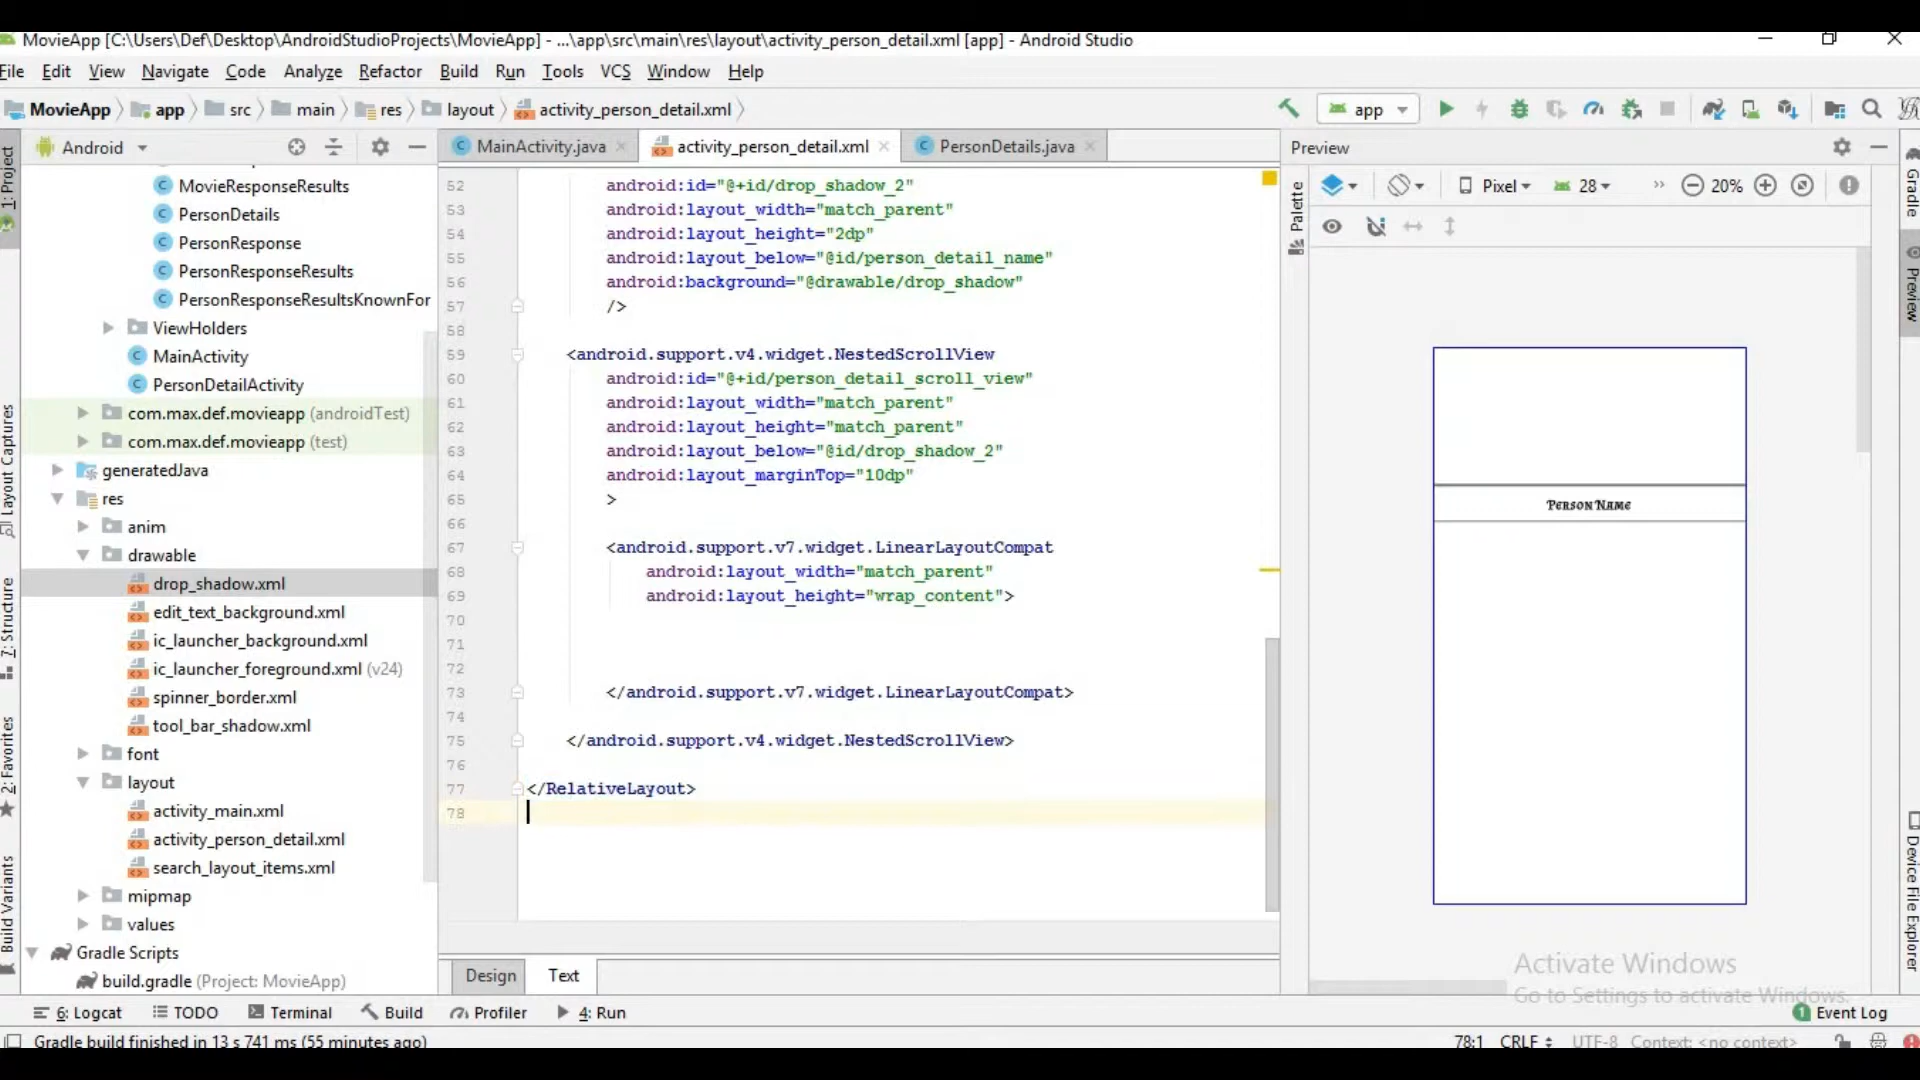 MovieApp [C:\Users\Def\Desktop\AndroidStudioProjects\MovieApp] - ...\app\src\main\res\layout\activity_person_detail.xml [app] - Android Studio
File Edit View Navigate Code Analyze Refactor Build Run Tools VCS Window Help
MovieApp app src main res layout activity_person_detail.xml
app
1: Project
Layout Captures
7: Structure
2: Favorites
Build Variants
Android
MovieResponseResults
PersonDetails
PersonResponse
PersonResponseResults
PersonResponseResultsKnownFor
ViewHolders
MainActivity
PersonDetailActivity
com.max.def.movieapp (androidTest)
com.max.def.movieapp (test)
generatedJava
res
anim
drawable
drop_shadow.xml
edit_text_background.xml
ic_launcher_background.xml
ic_launcher_foreground.xml (v24)
spinner_border.xml
tool_bar_shadow.xml
font
layout
activity_main.xml
activity_person_detail.xml
search_layout_items.xml
mipmap
values
Gradle Scripts
build.gradle (Project: MovieApp)
MainActivity.java activity_person_detail.xml PersonDetails.java
52 android:id="@+id/drop_shadow_2"
53 android:layout_width="match_parent"
54 android:layout_height="2dp"
55 android:layout_below="@id/person_detail_name"
56 android:background="@drawable/drop_shadow"
57 />
58
59 <android.support.v4.widget.NestedScrollView
60 android:id="@+id/person_detail_scroll_view"
61 android:layout_width="match_parent"
62 android:layout_height="match_parent"
63 android:layout_below="@id/drop_shadow_2"
64 android:layout_marginTop="10dp"
65 >
66
67 <android.support.v7.widget.LinearLayoutCompat
68 android:layout_width="match_parent"
69 android:layout_height="wrap_content">
70
71
72
73 </android.support.v7.widget.LinearLayoutCompat>
74
75 </android.support.v4.widget.NestedScrollView>
76
77 </RelativeLayout>
78
Design Text
Preview
Palette
Pixel 28 20%
Person Name
Gradle
Preview
Device File Explorer
Activate Windows
Go to Settings to activate Windows.
6: Logcat TODO Terminal Build Profiler 4: Run
1 Event Log
Gradle build finished in 13 s 741 ms (55 minutes ago)
78:1 CRLF UTF-8 Context: <no context>